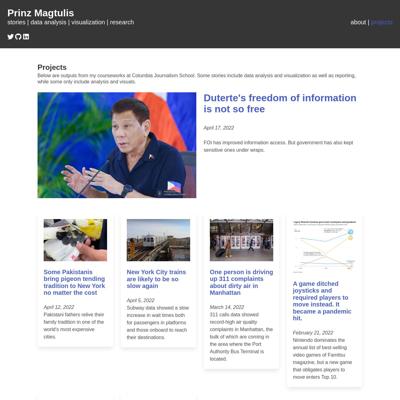 Prinz Magtulis
stories | data analysis | visualization | research
about | projects
Projects
Below are outputs from my courseworks at Columbia Journalism School. Some stories include data analysis and visualization as well as reporting,
while some only include analysis and visuals.
Duterte's freedom of information
is not so free
April 17, 2022
FOI has improved information access. But government has also kept
sensitive ones under wraps.
Some Pakistanis
bring pigeon tending
tradition to New York
no matter the cost
April 12, 2022
Pakistani fathers relive their
family tradition in one of the
world's most expensive
cities.
New York City trains
are likely to be so
slow again
April 5, 2022
Subway data showed a slow
increase in wait times both
for passengers in platforms
and those onboard to reach
their destinations.
One person is driving
up 311 complaints
about dirty air in
Manhattan
March 14, 2022
311 calls data showed
record-high air quality
complaints in Manhattan, the
bulk of which are coming in
the area where the Port
Authority Bus Terminal is
located.
A game ditched
joysticks and
required players to
move instead. It
became a pandemic
hit.
February 21, 2022
Nintendo dominates the
annual list of best-selling
video games of Famitsu
magazine, but a new game
that obligates players to
move enters Top 10.